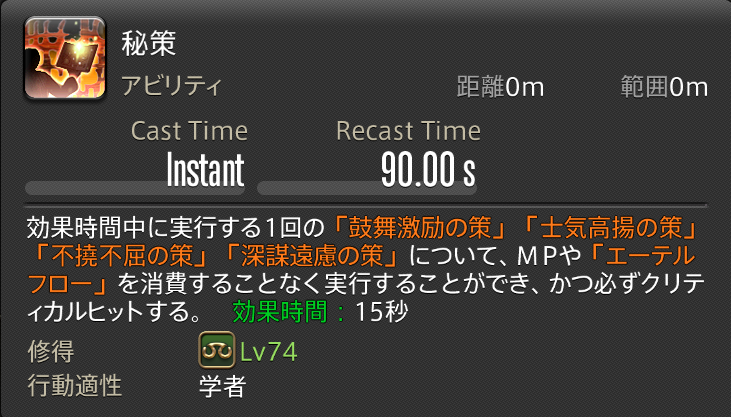 秘策
アビリティ 距離0m 範囲0m
Cast Time Recast Time
Instant 90.00 s
効果時間中に実行する1回の「鼓舞激励の策」「士気高揚の策」
「不撓不屈の策」「深謀遠慮の策」について、MPや「エーテル
フロー」を消費することなく実行することができ、かつ必ずクリテ
ィカルヒットする。 効果時間：15秒
修得 Lv74
行動適性 学者